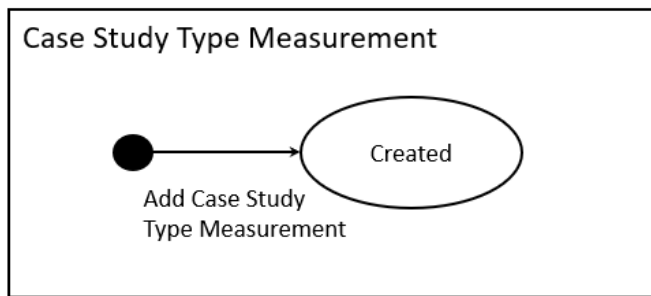 Case Study Type Measurement
Created
Add Case Study
Type Measurement